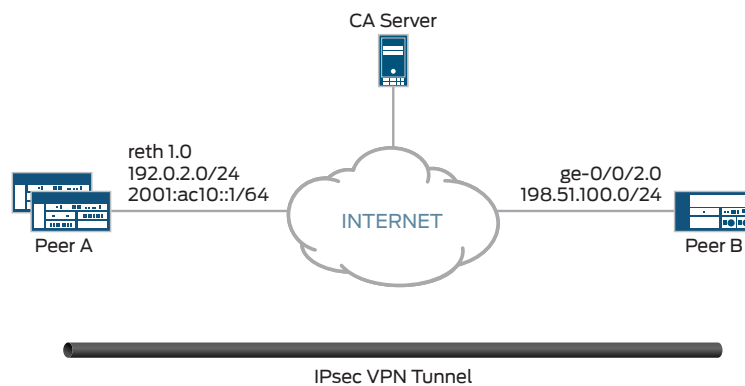 CA Server
reth 1.0
192.0.2.0/24
2001:ac10::1/64
ge-0/0/2.0
198.51.100.0/24
INTERNET
Peer A
Peer B
IPsec VPN Tunnel